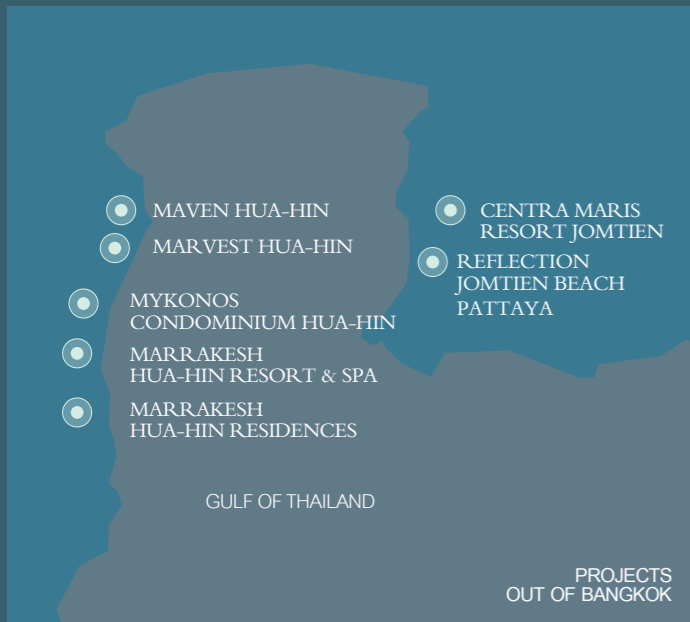 MAVEN HUA-HIN
MARVEST HUA-HIN
MYKONOS
CONDOMINIUM HUA-HIN
MARRAKESH
HUA-HIN RESORT & SPA
MARRAKESH
HUA-HIN RESIDENCES
CENTRA MARIS
RESORT JOMTIEN
REFLECTION
JOMTIEN BEACH
PATTAYA
GULF OF THAILAND
PROJECTS
OUT OF BANGKOK